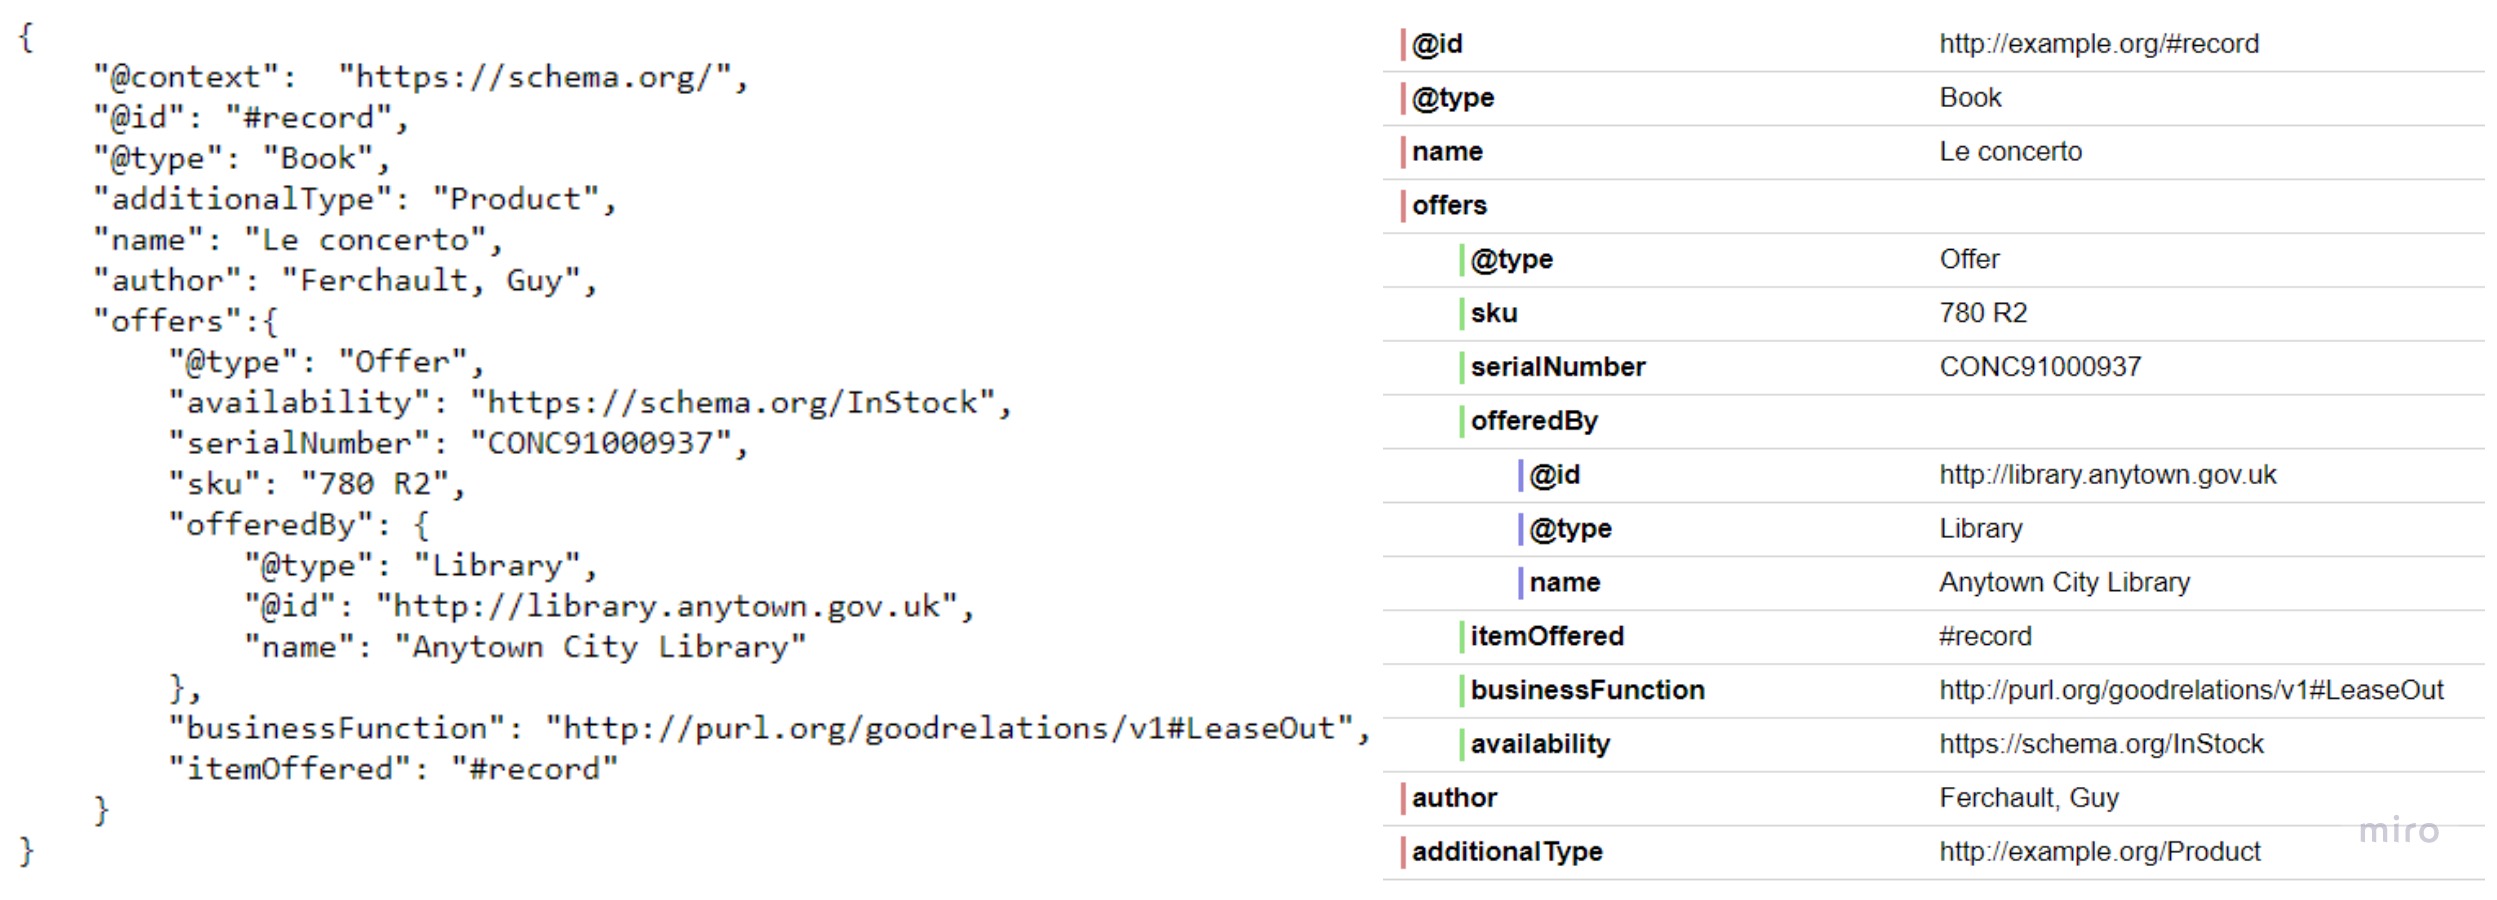 {
"@context":  "https://schema.org/",
"@id": "#record",
"@type": "Book",
"additionalType": "Product",
"name": "Le concerto",
"author": "Ferchault, Guy",
"offers":{
"@type": "Offer",
"availability": "https://schema.org/InStock",
"serialNumber": "CONC91000937",
"sku": "780 R2",
"offeredBy": {
"@type": "Library",
"@id": "http://library.anytown.gov.uk",
"name": "Anytown City Library"
},
"businessFunction": "http://purl.org/goodrelations/v1#LeaseOut",
"itemOffered": "#record"
}
}
@id http://example.org/#record
@type Book
name Le concerto
offers
@type Offer
sku 780 R2
serialNumber CONC91000937
offeredBy
@id http://library.anytown.gov.uk
@type Library
name Anytown City Library
itemOffered #record
businessFunction http://purl.org/goodrelations/v1#LeaseOut
availability https://schema.org/InStock
author Ferchault, Guy
additionalType http://example.org/Product
miro